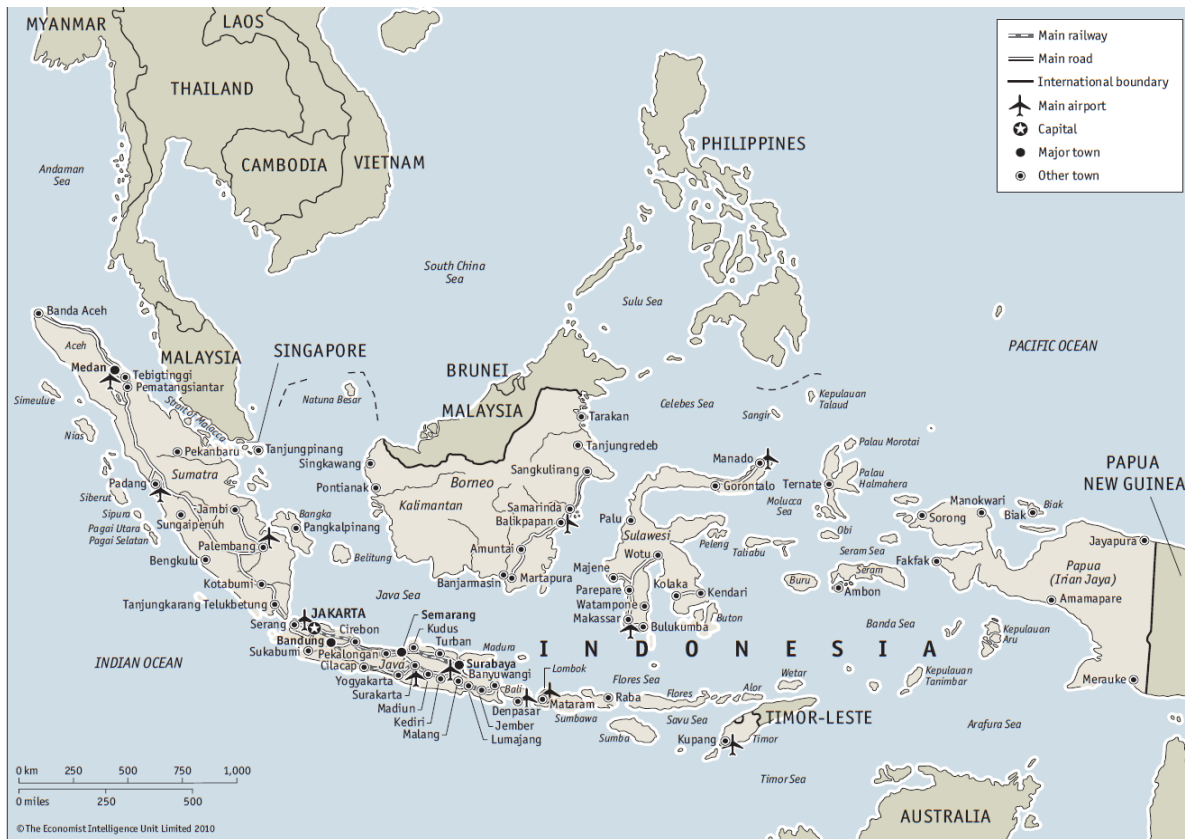 MYANMAR
LAOS
THAILAND
CAMBODIA
VIETNAM
Andaman
Sea
South China
Sea
PHILIPPINES
Sulu Sea
Main railway
Main road
International boundary
Main airport
Capital
Major town
Other town
PACIFIC OCEAN
Banda Aceh
Aceh
Medan
Tebigtinggi
Pematangsiantar
MALAYSIA
SINGAPORE
Strait of Malacca
Simeulue
Nias
Natuna Besar
BRUNEI
MALAYSIA
Celebes Sea
Sangir
Kepulauan
Talaud
Tarakan
Tanjungredeb
Tanjungpinang
Singkawang
Pekanbaru
Sumatra
Padang
Siberut
Sipura
Pagai Utara
Pagai Selatan
Sungaipenuh
Jambi
Bangka
Pangkalpinang
Palembang
Belitung
Bengkulu
Kotabumi
Tanjungkarang Telukbetung
Pontianak
Borneo
Kalimantan
Sangkulirang
Samarinda
Balikpapan
Amuntai
Banjarmasin
Martapura
Manado
Gorontalo
Molucca
Sea
Palu
Sulawesi
Wotu
Peleng
Taliabu
Majene
Parepare
Watampone
Makassar
Kolaka
Kendari
Bulukumba
Buton
Palau Morotai
Palau
Halmahera
Ternate
Obi
Seram Sea
Seram
Buru
Ambon
Banda Sea
Manokwari
Sorong
Biak
Biak
Fakfak
PAPUA
NEW GUINEA
Jayapura
Papua
(Irian Jaya)
Amamapare
Kepulauan
Aru
Kepulauan
Tanimbar
Merauke
Java Sea
INDIAN OCEAN
JAKARTA
Serang
Bandung
Sukabumi
Cirebon
Pekalongan
Cilacap
Java
Semarang
Kudus
Turban
Madura
Surabaya
Banyuwangi
Yogyakarta
Surakarta
Madiun
Kediri
Malang
Jember
Lumajang
Bali
Denpasar
Lombok
Mataram
Sumbawa
Raba
Flores Sea
Flores
Alor
Wetar
Savu Sea
Sumba
INDONESIA
TIMOR-LESTE
Timor
Kupang
Timor Sea
Arafura Sea
AUSTRALIA
0 km 250 500 750 1,000
0 miles 250 500
© The Economist Intelligence Unit Limited 2010